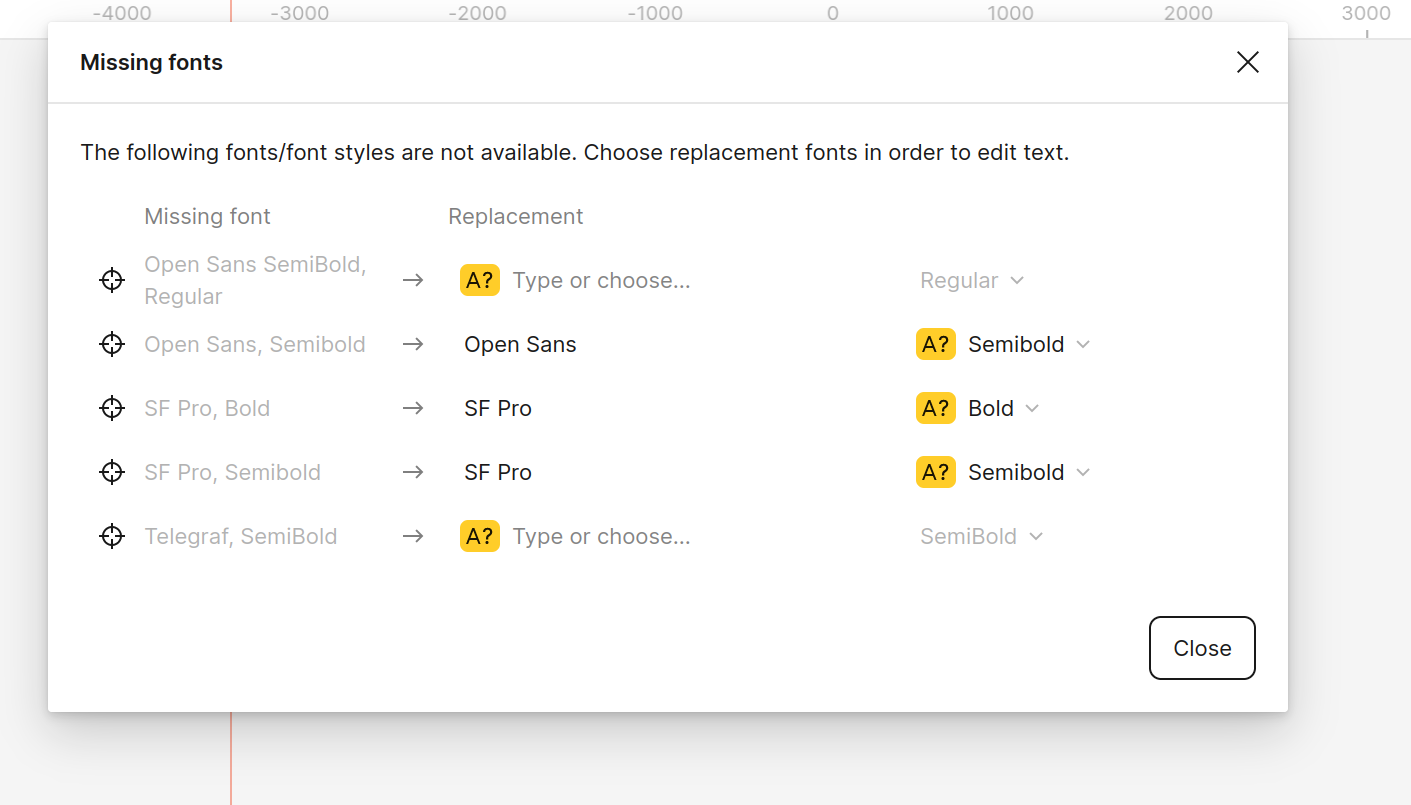 -4000 -3000 -2000 -1000 0 1000 2000 3000
Missing fonts
The following fonts/font styles are not available. Choose replacement fonts in order to edit text.
Missing font Replacement
Open Sans SemiBold,
Regular
A? Type or choose... Regular
Open Sans, Semibold → Open Sans A? Semibold
SF Pro, Bold → SF Pro A? Bold
SF Pro, Semibold → SF Pro A? Semibold
Telegraf, SemiBold → A? Type or choose... SemiBold
Close